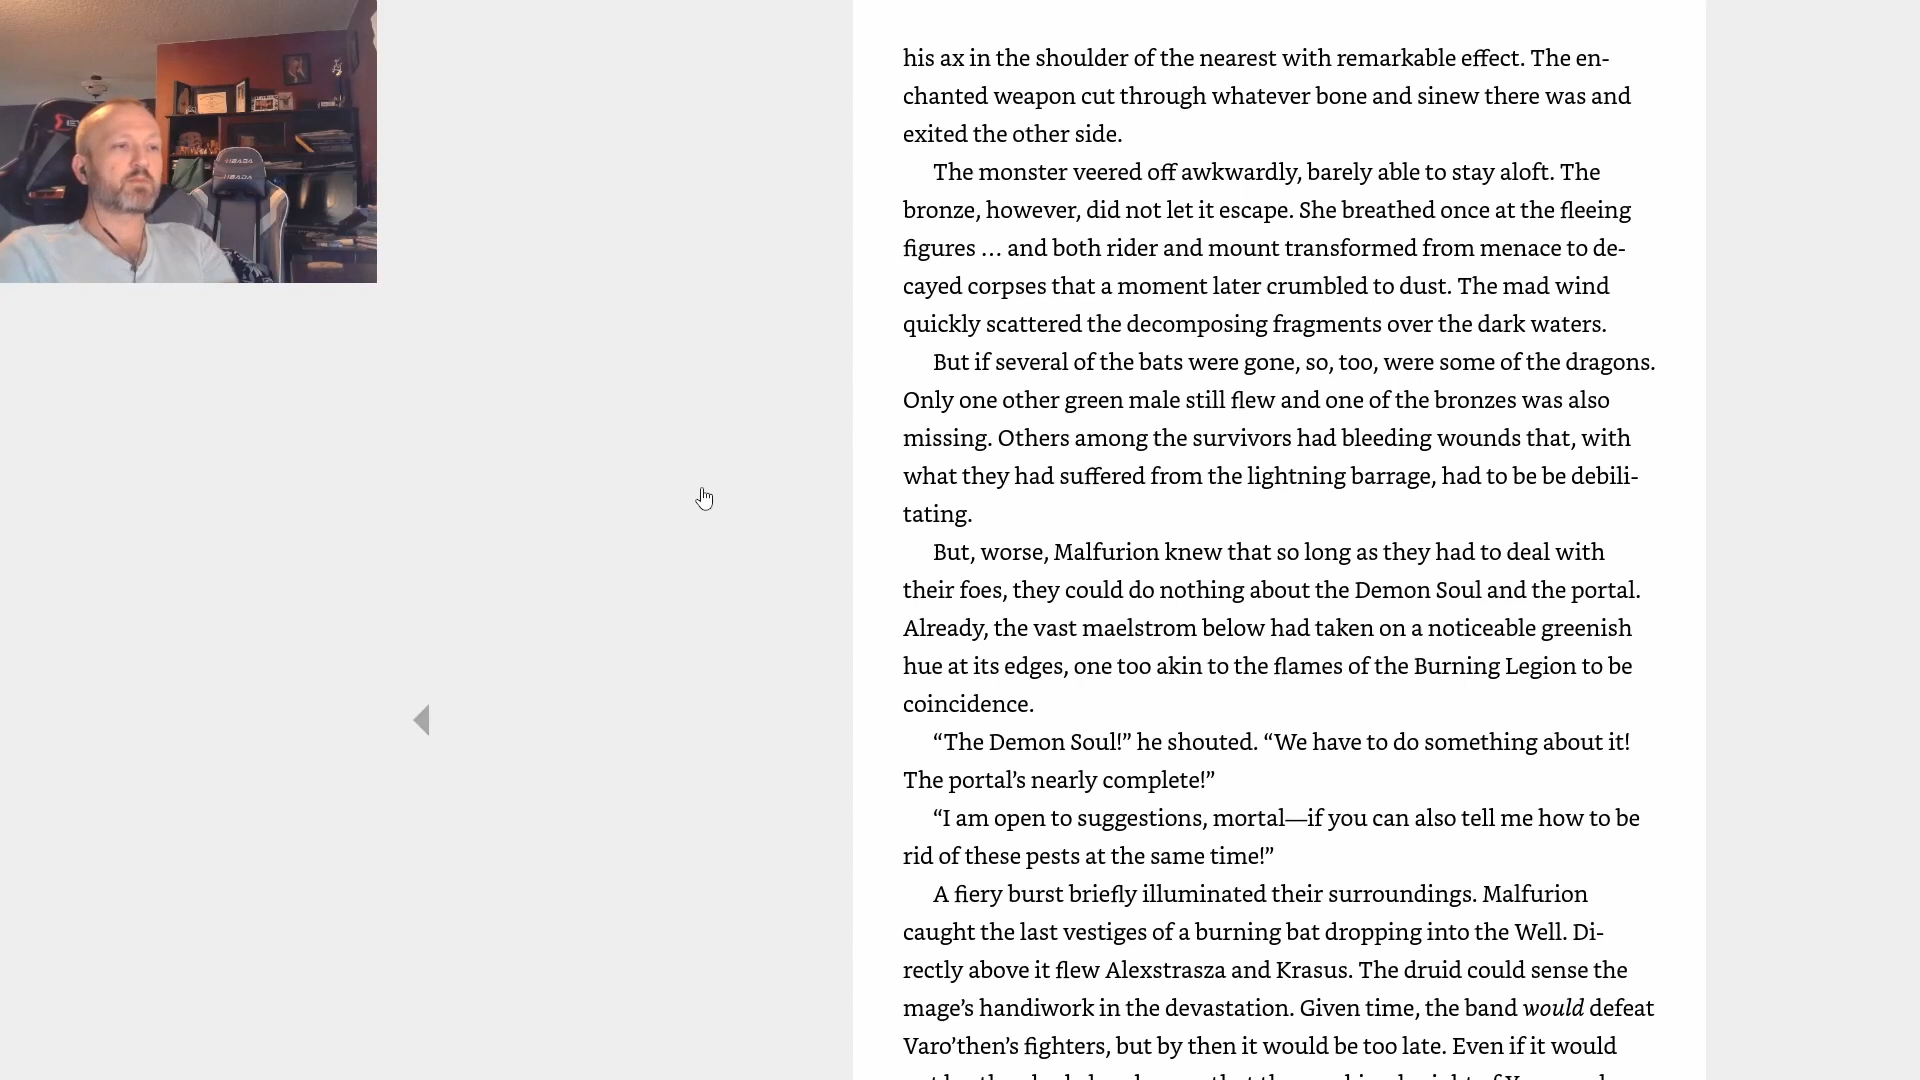 his ax in the shoulder of the nearest with remarkable effect. The en-
chanted weapon cut through whatever bone and sinew there was and
exited the other side.
The monster veered off awkwardly, barely able to stay aloft. The
bronze, however, did not let it escape. She breathed once at the fleeing
figures … and both rider and mount transformed from menace to de-
cayed corpses that a moment later crumbled to dust. The mad wind
quickly scattered the decomposing fragments over the dark waters.
But if several of the bats were gone, so, too, were some of the dragons.
Only one other green male still flew and one of the bronzes was also
missing. Others among the survivors had bleeding wounds that, with
what they had suffered from the lightning barrage, had to be be debili-
tating.
But, worse, Malfurion knew that so long as they had to deal with
their foes, they could do nothing about the Demon Soul and the portal.
Already, the vast maelstrom below had taken on a noticeable greenish
hue at its edges, one too akin to the flames of the Burning Legion to be
coincidence.
“The Demon Soul!” he shouted. “We have to do something about it!
The portal’s nearly complete!”
“I am open to suggestions, mortal—if you can also tell me how to be
rid of these pests at the same time!”
A fiery burst briefly illuminated their surroundings. Malfurion
caught the last vestiges of a burning bat dropping into the Well. Di-
rectly above it flew Alexstrasza and Krasus. The druid could sense the
mage’s handiwork in the devastation. Given time, the band would defeat
Varo’then’s fighters, but by then it would be too late. Even if it would